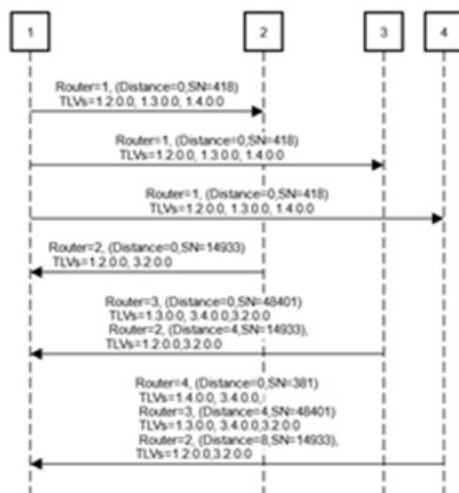 1
2
3
4
Router=1, (Distance=0,SN=418)
TLVs=1.2.0.0, 1.3.0.0, 1.4.0.0
Router=1, (Distance=0,SN=418)
TLVs=1.2.0.0, 1.3.0.0, 1.4.0.0
Router=1, (Distance=0,SN=418)
TLVs=1.2.0.0, 1.3.0.0, 1.4.0.0
Router=2, (Distance=0,SN=14933)
TLVs=1.2.0.0, 3.2.0.0
Router=3, (Distance=0,SN=48401)
TLVs=1.3.0.0, 3.4.0.0,3.2.0.0
Router=2, (Distance=4,SN=14933),
TLVs=1.2.0.0,3.2.0.0
Router=4, (Distance=0,SN=381)
TLVs=1.4.0.0, 3.4.0.0,
Router=3, (Distance=4,SN=48401)
TLVs=1.3.0.0, 3.4.0.0,3.2.0.0
Router=2, (Distance=8,SN=14933),
TLVs=1.2.0.0,3.2.0.0